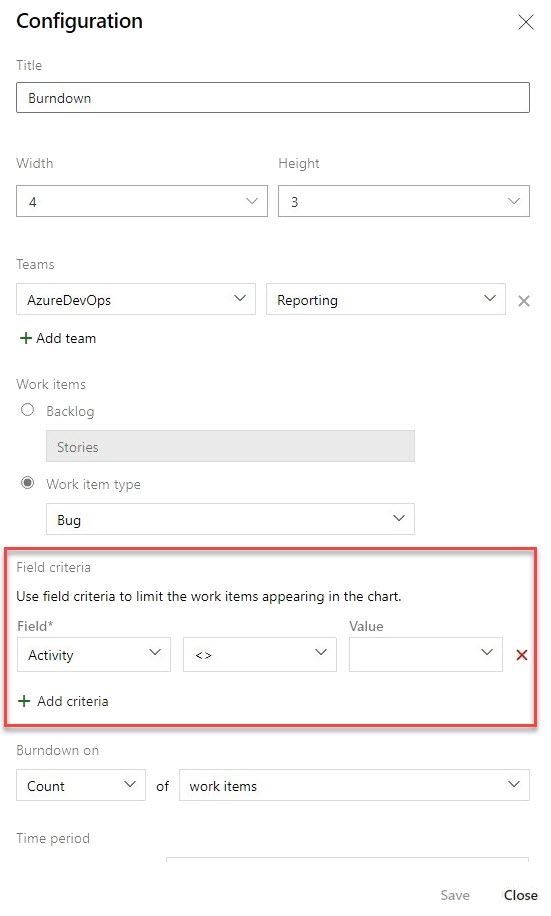 Configuration
Title
Burndown
Width Height
4 3
Teams
AzureDevOps Reporting
+ Add team
Work items
Backlog
Stories
Work item type
Bug
Field criteria
Use field criteria to limit the work items appearing in the chart.
Field* Value
Activity <>
+ Add criteria
Burndown on
Count of work items
Time period
Save Close